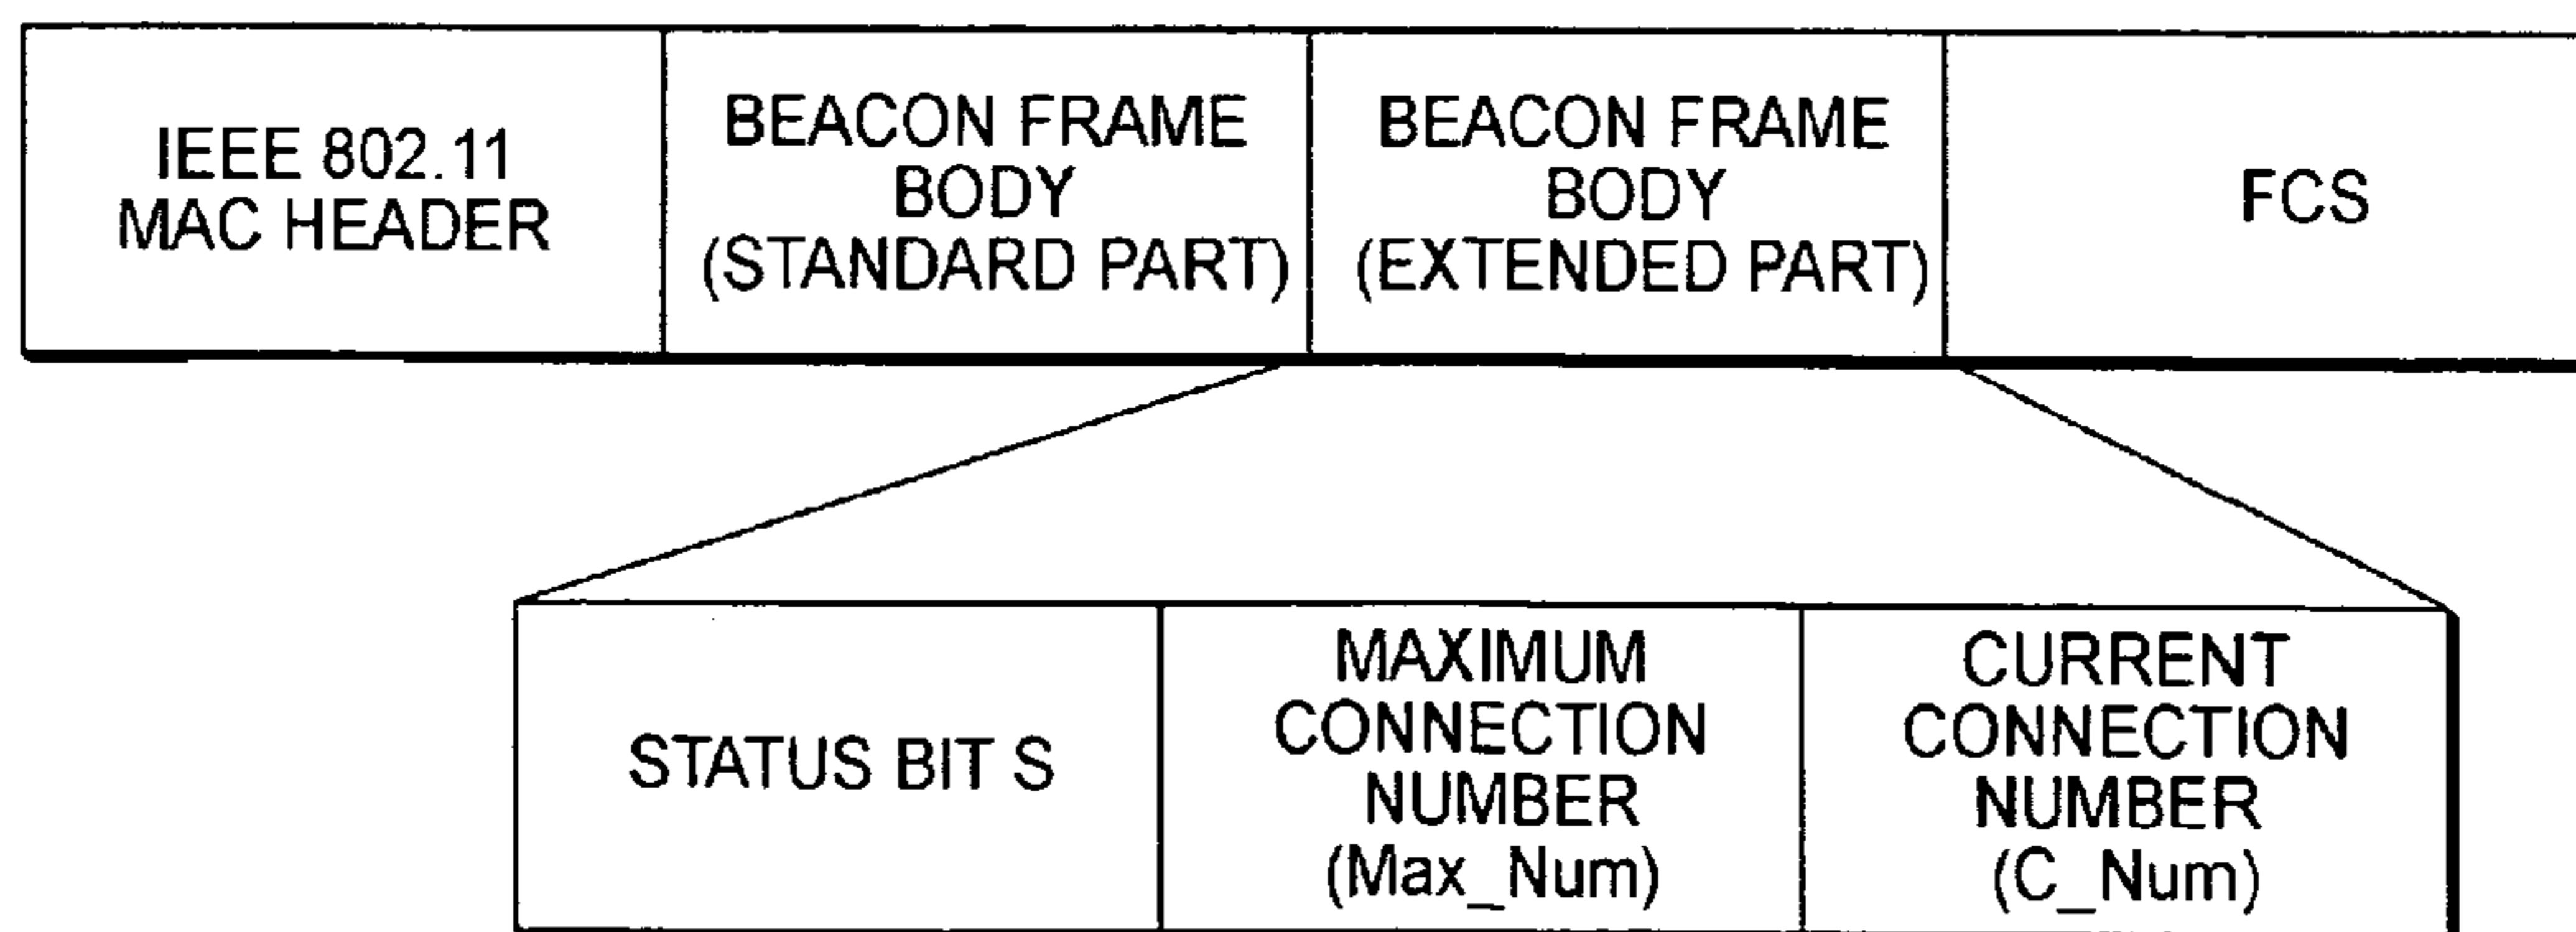 IEEE 802.11
MAC HEADER
BEACON FRAME
BODY
(STANDARD PART)
BEACON FRAME
BODY
(EXTENDED PART)
FCS
STATUS BIT S
MAXIMUM
CONNECTION
NUMBER
(Max_Num)
CURRENT
CONNECTION
NUMBER
(C_Num)